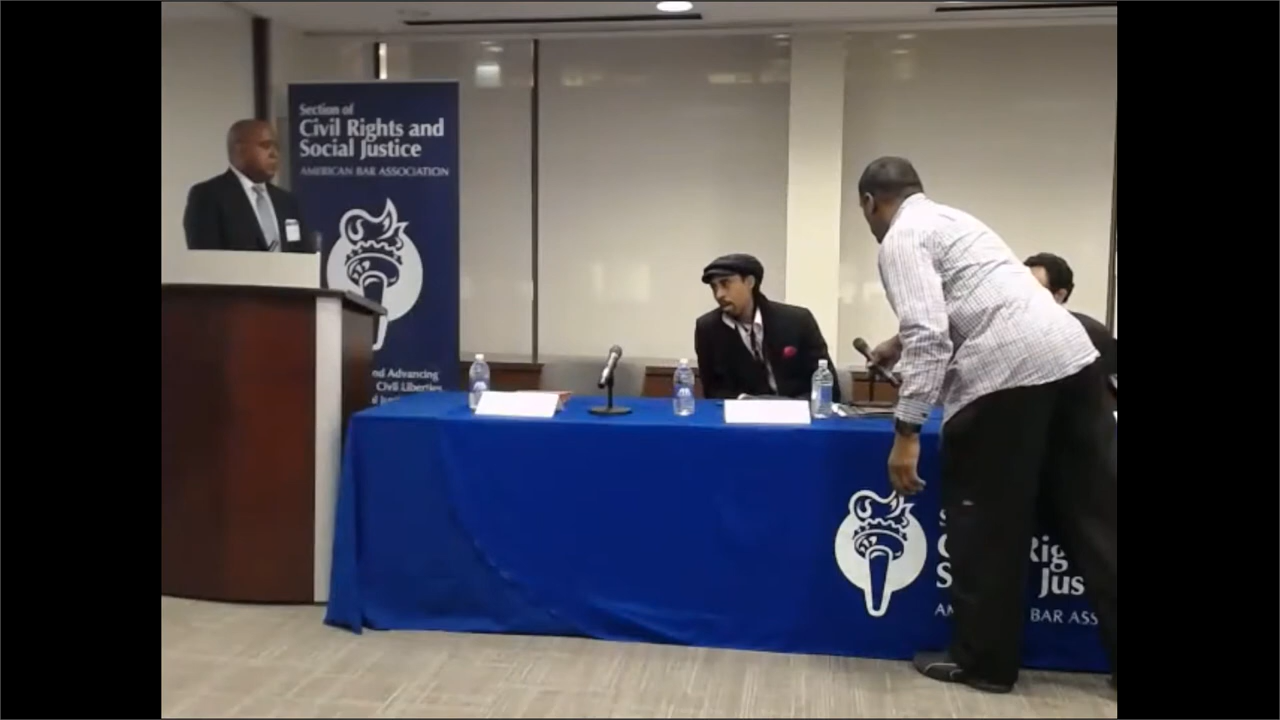 Section of
Civil Rights and
Social Justice
AMERICAN BAR ASSOCIATION
nd Advancing
Civil Liberties
Rig
Jus
BAR ASS